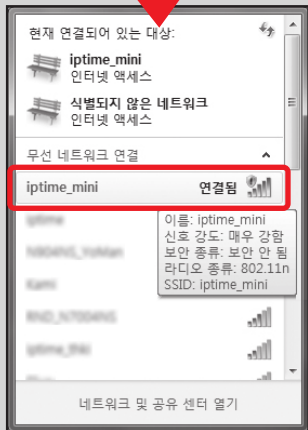 현재 연결되어 있는 대상:
iptime_mini
인터넷 액세스
식별되지 않은 네트워크
인터넷 액세스
무선 네트워크 연결
iptime_mini 연결됨
이름: iptime_mini
신호 강도: 매우 강함
보안 종류: 보안 안 됨
라디오 종류: 802.11n
SSID: iptime_mini
네트워크 및 공유 센터 열기